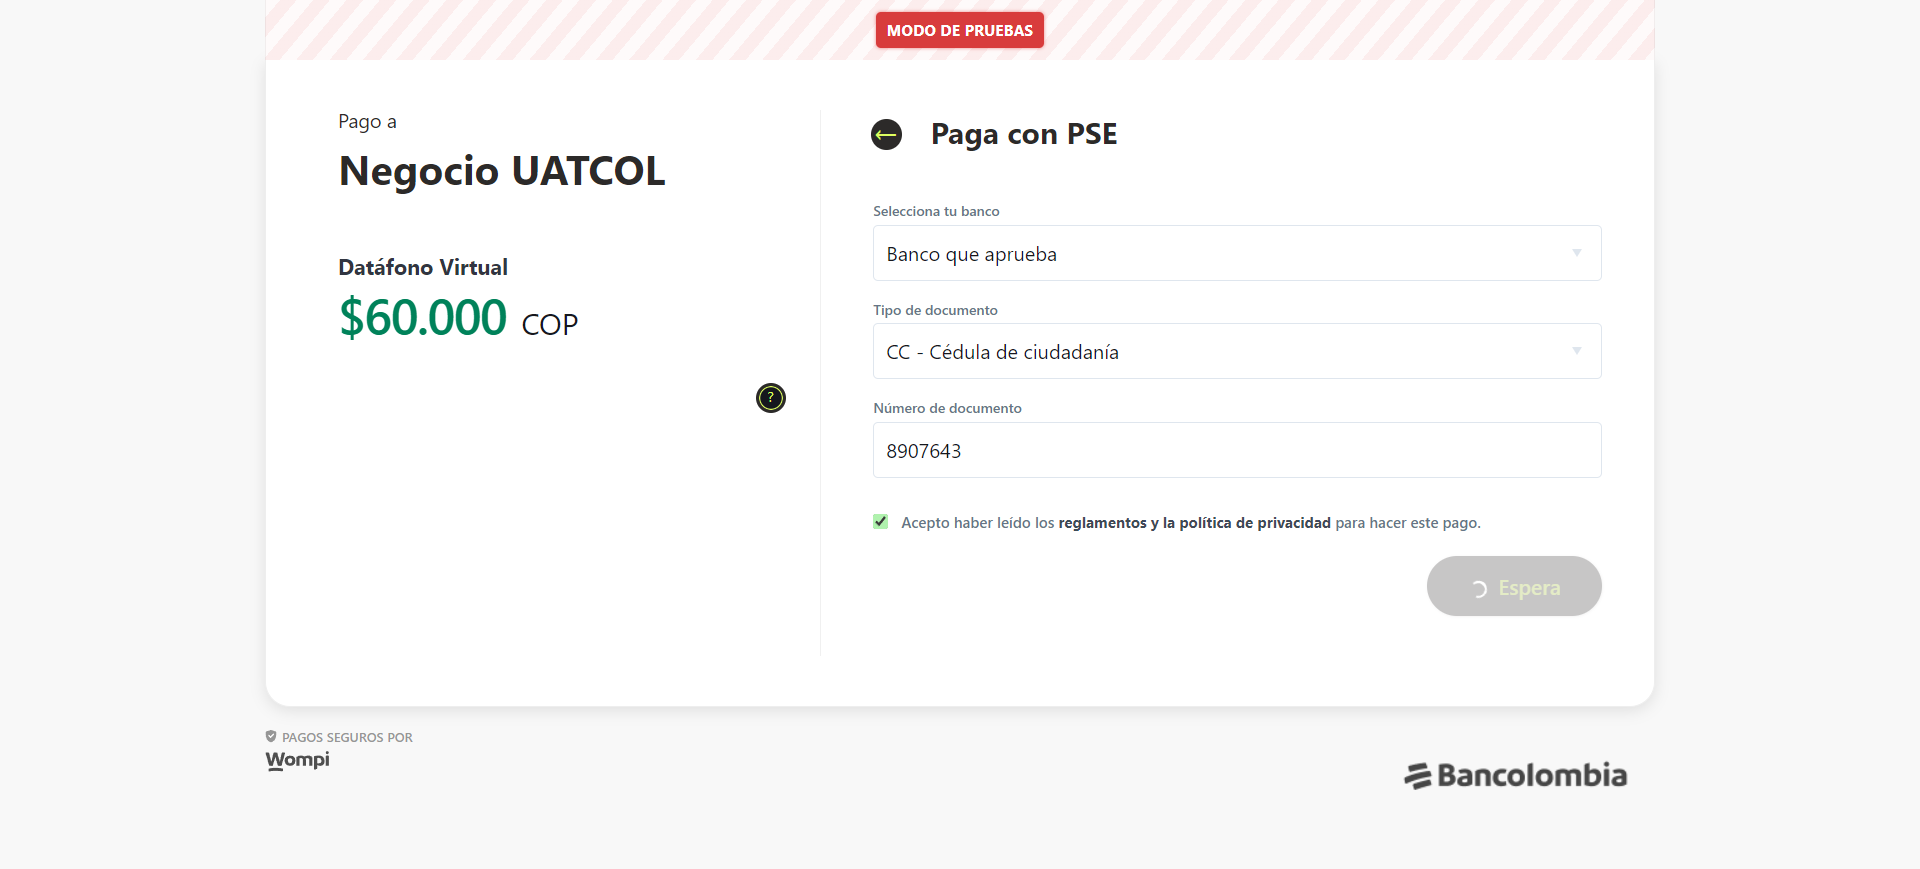 MODO DE PRUEBAS
Pago a
Negocio UATCOL
Datáfono Virtual
$60.000 COP
?
Paga con PSE
Selecciona tu banco
Banco que aprueba
Tipo de documento
CC - Cédula de ciudadanía
Número de documento
8907643
Acepto haber leído los reglamentos y la política de privacidad para hacer este pago.
Espera
PAGOS SEGUROS POR
Wompi
Bancolombia